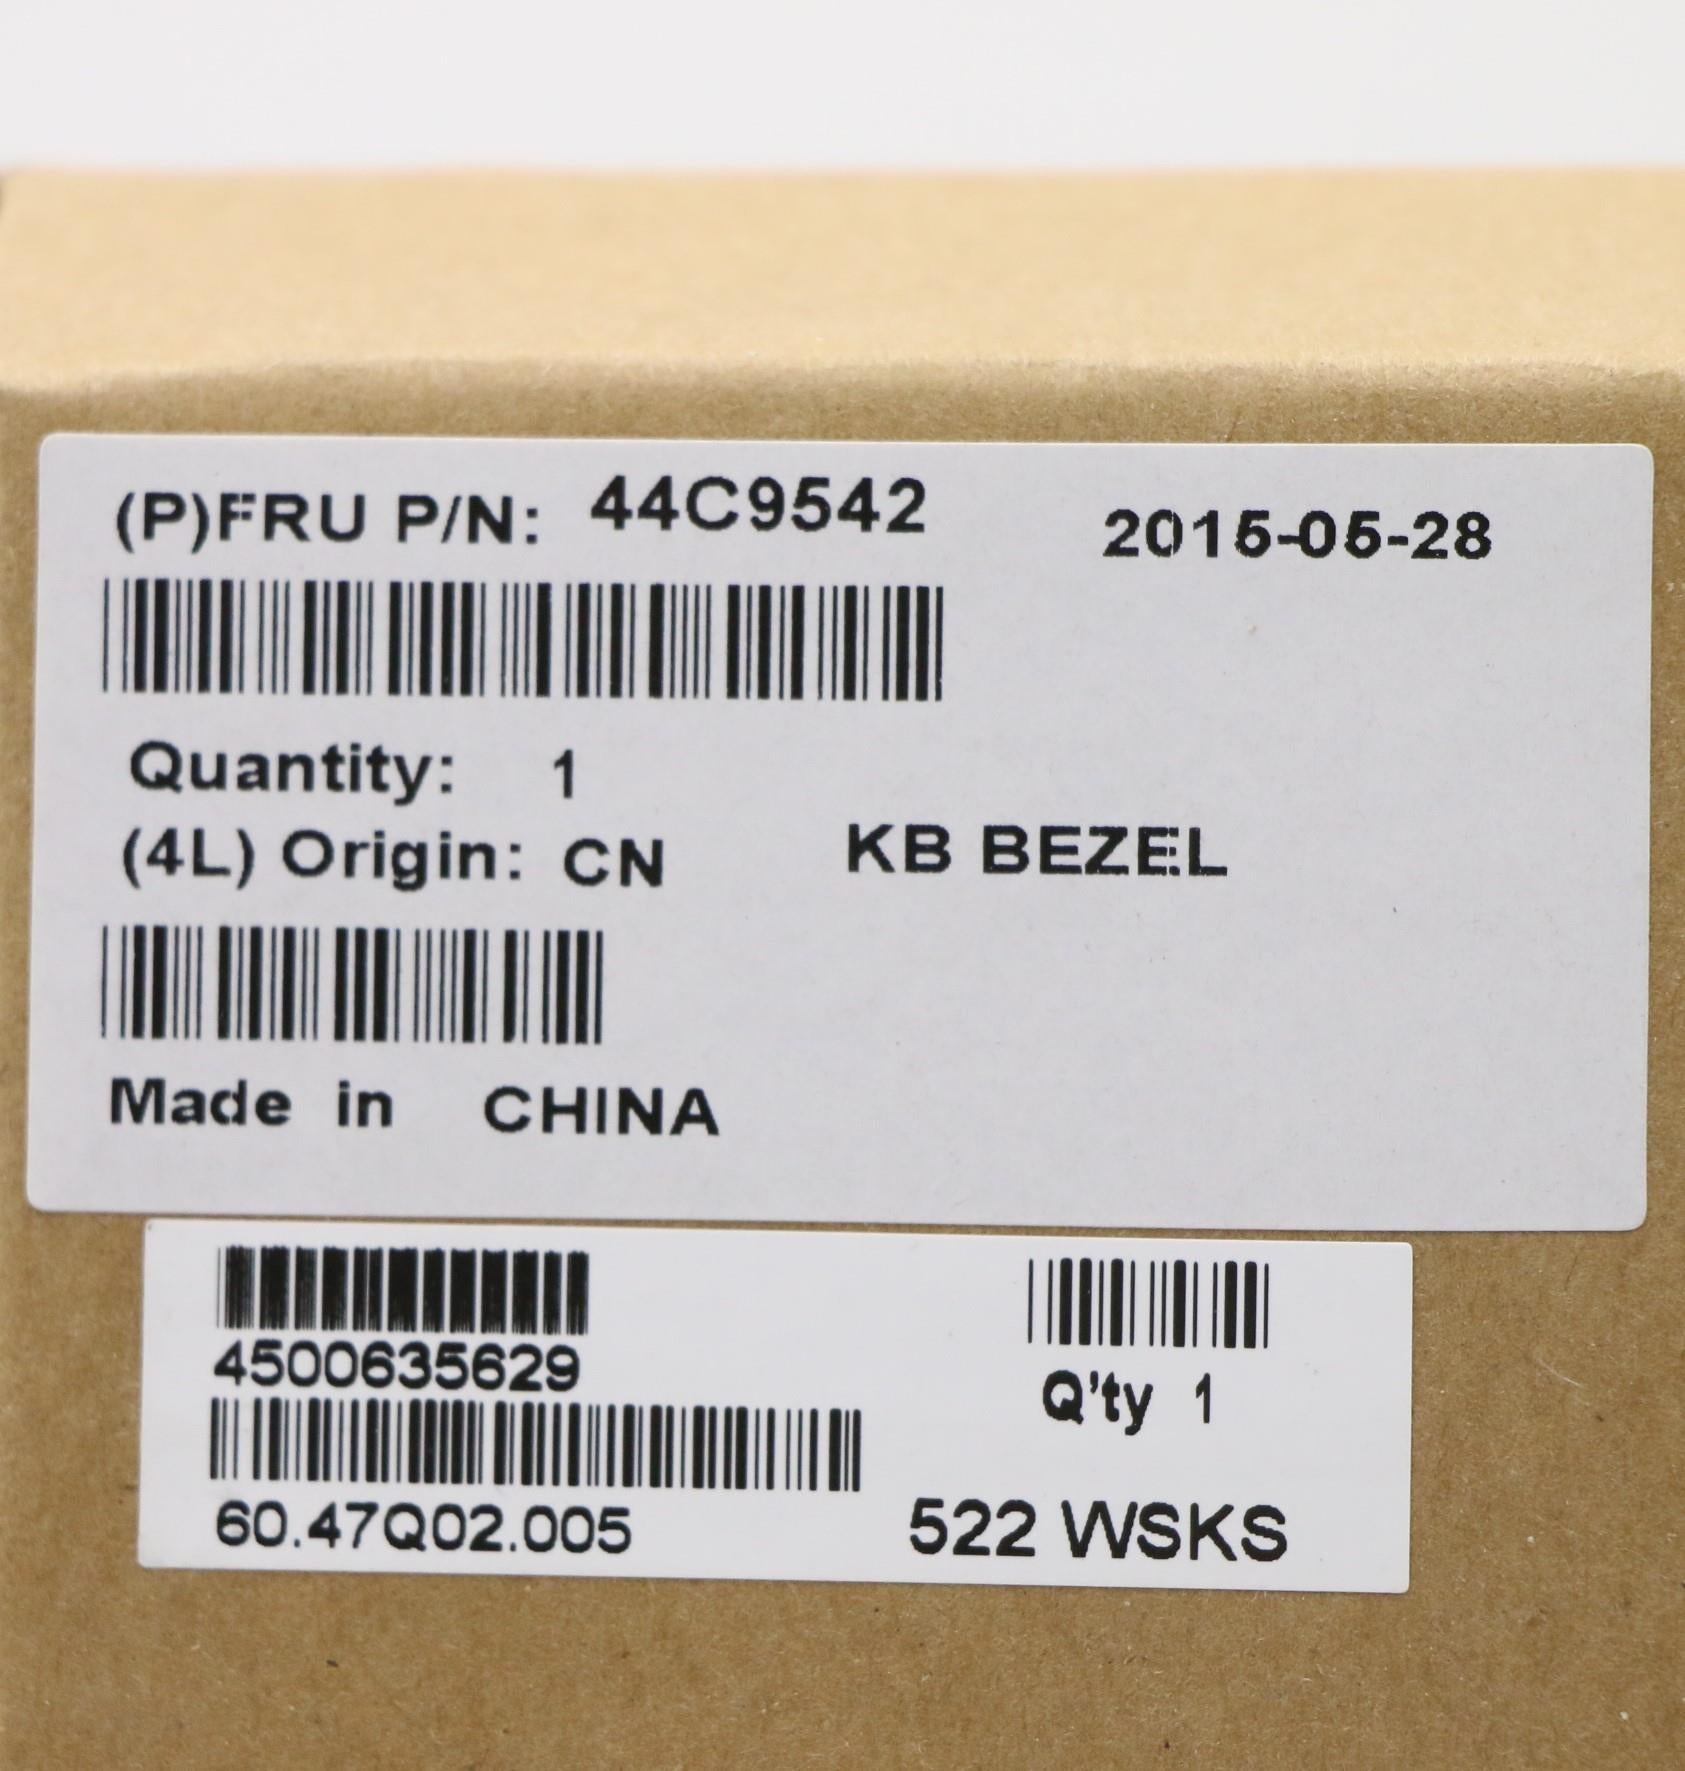 (P)FRU P/N: 44C9542 2015-05-28
Quantity: 1
(4L) Origin: CN KB BEZEL
Made in CHINA
4500635629
Q'ty 1
60.47Q02.005 522 WSKS